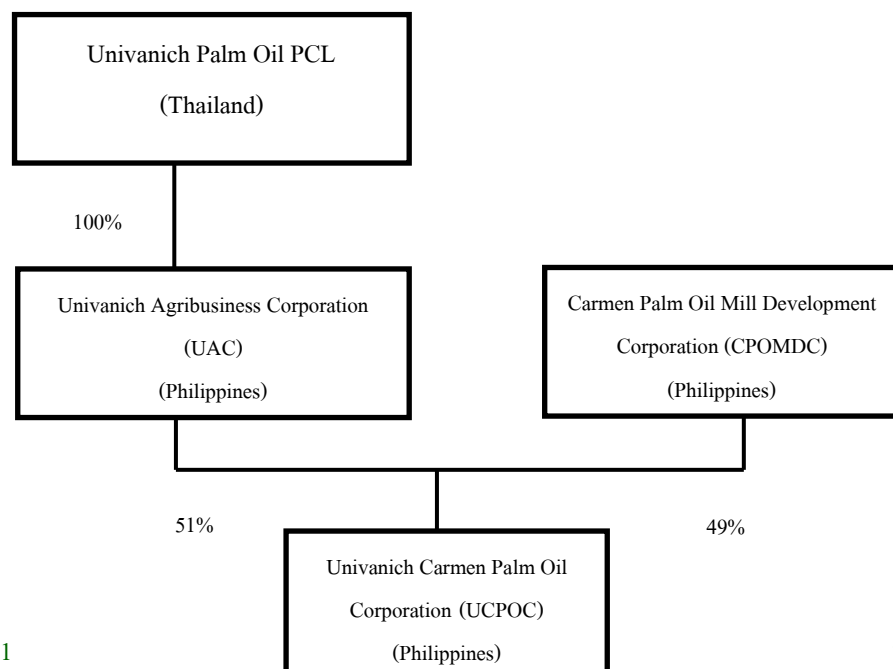 Univanich Palm Oil PCL
(Thailand)
100%
Univanich Agribusiness Corporation
(UAC)
(Philippines)
Carmen Palm Oil Mill Development
Corporation (CPOMDC)
(Philippines)
51%
49%
Univanich Carmen Palm Oil
Corporation (UCPOC)
(Philippines)
1